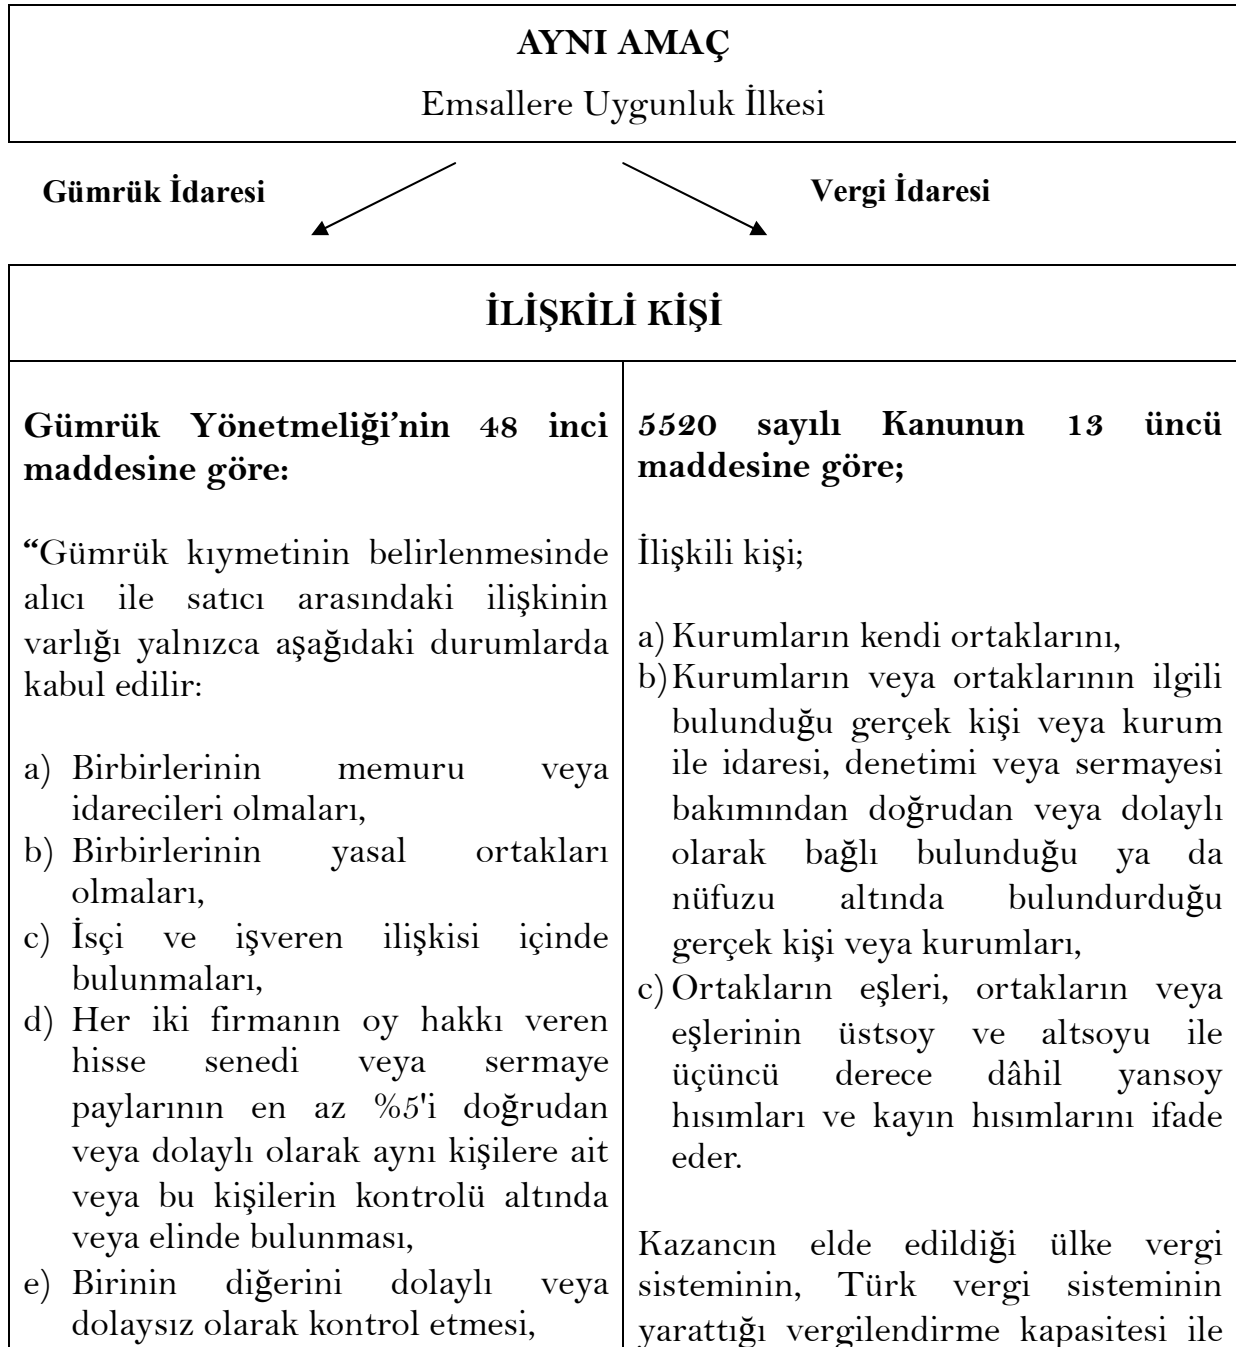 AYNI AMAÇ
Emsallere Uygunluk İlkesi
Gümrük İdaresi
Vergi İdaresi
İLİŞKİLİ KİŞİ
Gümrük Yönetmeliği’nin 48 inci
maddesine göre:
“Gümrük kıymetinin belirlenmesinde
alıcı ile satıcı arasındaki ilişkinin
varlığı yalnızca aşağıdaki durumlarda
kabul edilir:
a) Birbirlerinin memuru veya
idarecileri olmaları,
b) Birbirlerinin yasal ortakları
olmaları,
c) İsçi ve işveren ilişkisi içinde
bulunmaları,
d) Her iki firmanın oy hakkı veren
hisse senedi veya sermaye
paylarının en az %5'i doğrudan
veya dolaylı olarak aynı kişilere ait
veya bu kişilerin kontrolü altında
veya elinde bulunması,
e) Birinin diğerini dolaylı veya
dolaysız olarak kontrol etmesi,
5520 sayılı Kanunun 13 üncü
maddesine göre;
İlişkili kişi;
a) Kurumların kendi ortaklarını,
b) Kurumların veya ortaklarının ilgili
bulunduğu gerçek kişi veya kurum
ile idaresi, denetimi veya sermayesi
bakımından doğrudan veya dolaylı
olarak bağlı bulunduğu ya da
nüfuzu altında bulundurduğu
gerçek kişi veya kurumları,
c) Ortakların eşleri, ortakların veya
eşlerinin üstsoy ve altsoyu ile
üçüncü derece dâhil yansoy
hısımları ve kayın hısımlarını ifade
eder.
Kazancın elde edildiği ülke vergi
sisteminin, Türk vergi sisteminin
yarattığı vergilendirme kapasitesi ile